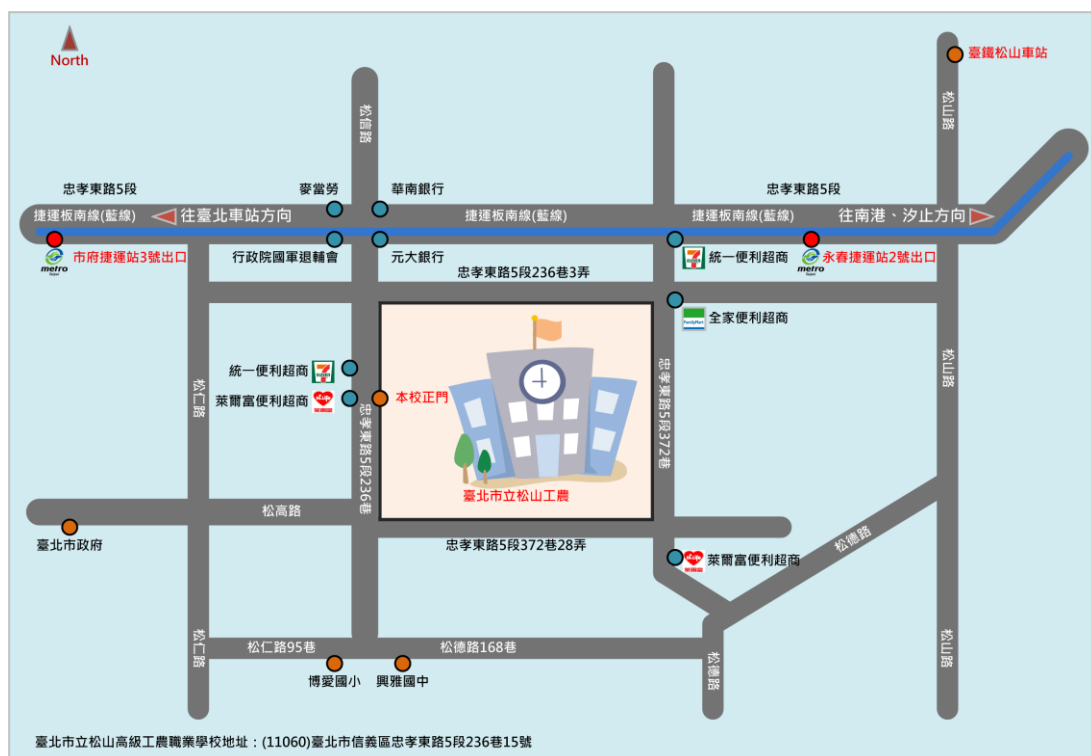 North
臺鐵松山車站
松山路
松信路
忠孝東路5段
麥當勞
華南銀行
忠孝東路5段
捷運板南線(藍線)
往臺北車站方向
捷運板南線(藍線)
捷運板南線(藍線)
往南港、汐止方向
metro
市府捷運站3號出口
行政院國軍退輔會
元大銀行
統一便利超商
metro
永春捷運站2號出口
忠孝東路5段236巷3弄
FamilyMart
全家便利超商
統一便利超商
松仁路
萊爾富便利超商
本校正門
忠孝東路5段236巷
忠孝東路5段372巷
松山路
臺北市立松山工農
松高路
臺北市政府
忠孝東路5段372巷28弄
松德路
萊爾富便利超商
松仁路
松仁路95巷
松德路168巷
松德路
松山路
博愛國小
興雅國中
臺北市立松山高級工農職業學校地址：(11060)臺北市信義區忠孝東路5段236巷15號